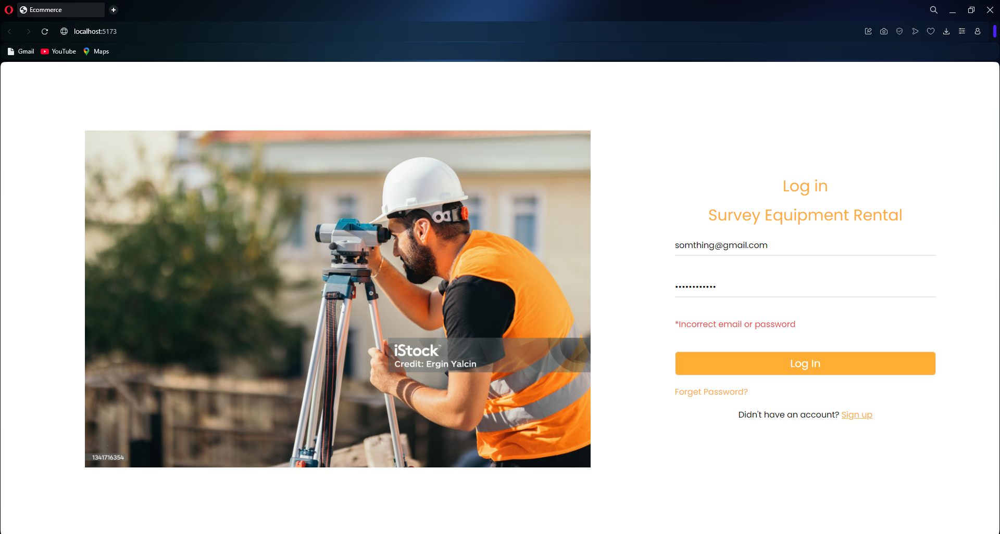 Ecommerce
localhost:5173
Gmail YouTube Maps
Log in
Survey Equipment Rental
somthing@gmail.com
••••••••••••
*Incorrect email or password
Log In
Forget Password?
Didn't have an account? Sign up
iStock™
Credit: Ergin Yalcin
1341716354